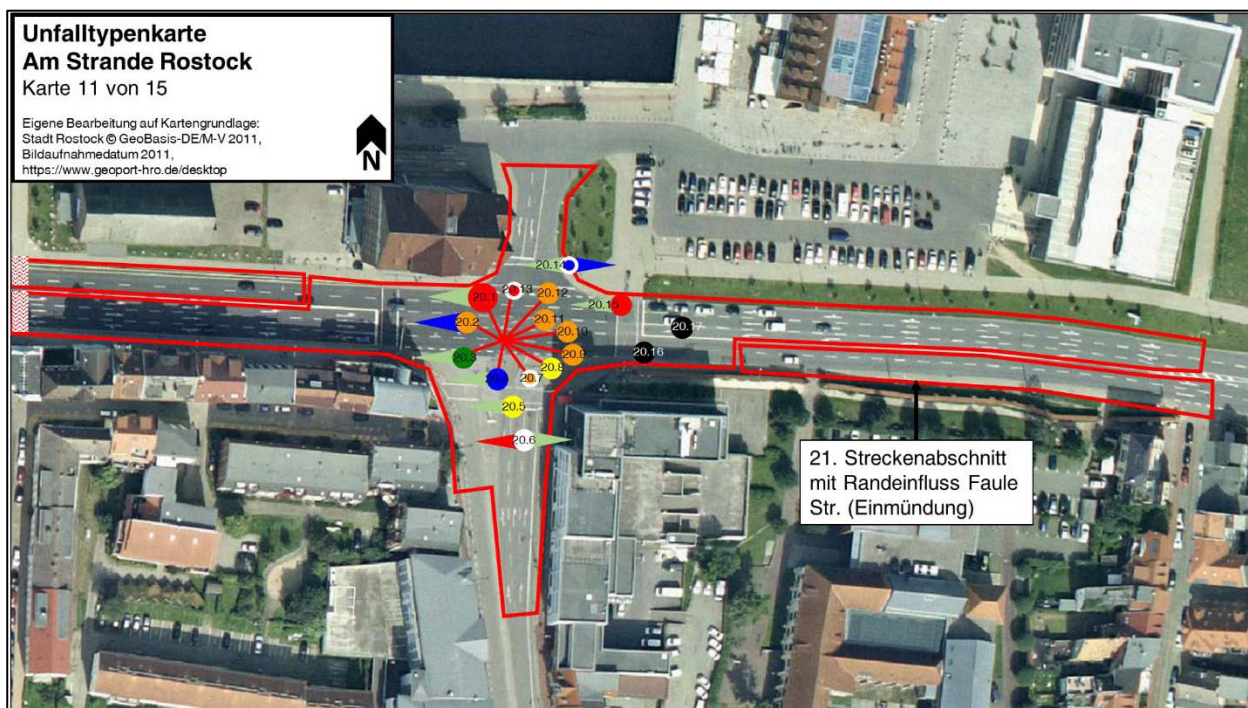 Unfalltypenkarte
Am Strande Rostock
Karte 11 von 15
Eigene Bearbeitung auf Kartengrundlage:
Stadt Rostock © GeoBasis-DE/M-V 2011,
Bildaufnahmedatum 2011,
https://www.geoport-hro.de/desktop
N
20.14
20.1
20.13
20.12
20.15
20.2
20.11
20.10
20.17
20.3
20.9
20.16
20.8
20.4
20.7
20.5
20.6
21. Streckenabschnitt
mit Randeinfluss Faule
Str. (Einmündung)